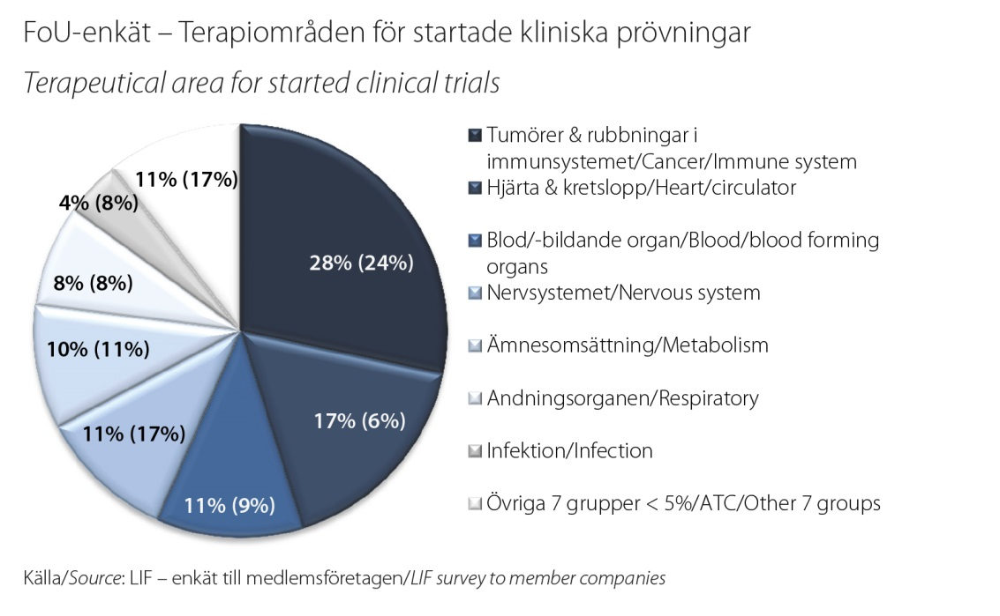 FoU-enkät – Terapiområden för startade kliniska prövningar
Terapeutical area for started clinical trials
11% (17%)
4% (8%)
28% (24%)
8% (8%)
10% (11%)
17% (6%)
11% (17%)
11% (9%)
Tumörer & rubbningar i
immunsystemet/Cancer/Immune system
Hjärta & kretslopp/Heart/circulator
Blod/-bildande organ/Blood/blood forming
organs
Nervsystemet/Nervous system
Ämnesomsättning/Metabolism
Andningsorganen/Respiratory
Infektion/Infection
Övriga 7 grupper < 5%/ATC/Other 7 groups
Källa/Source: LIF – enkät till medlemsföretagen/LIF survey to member companies